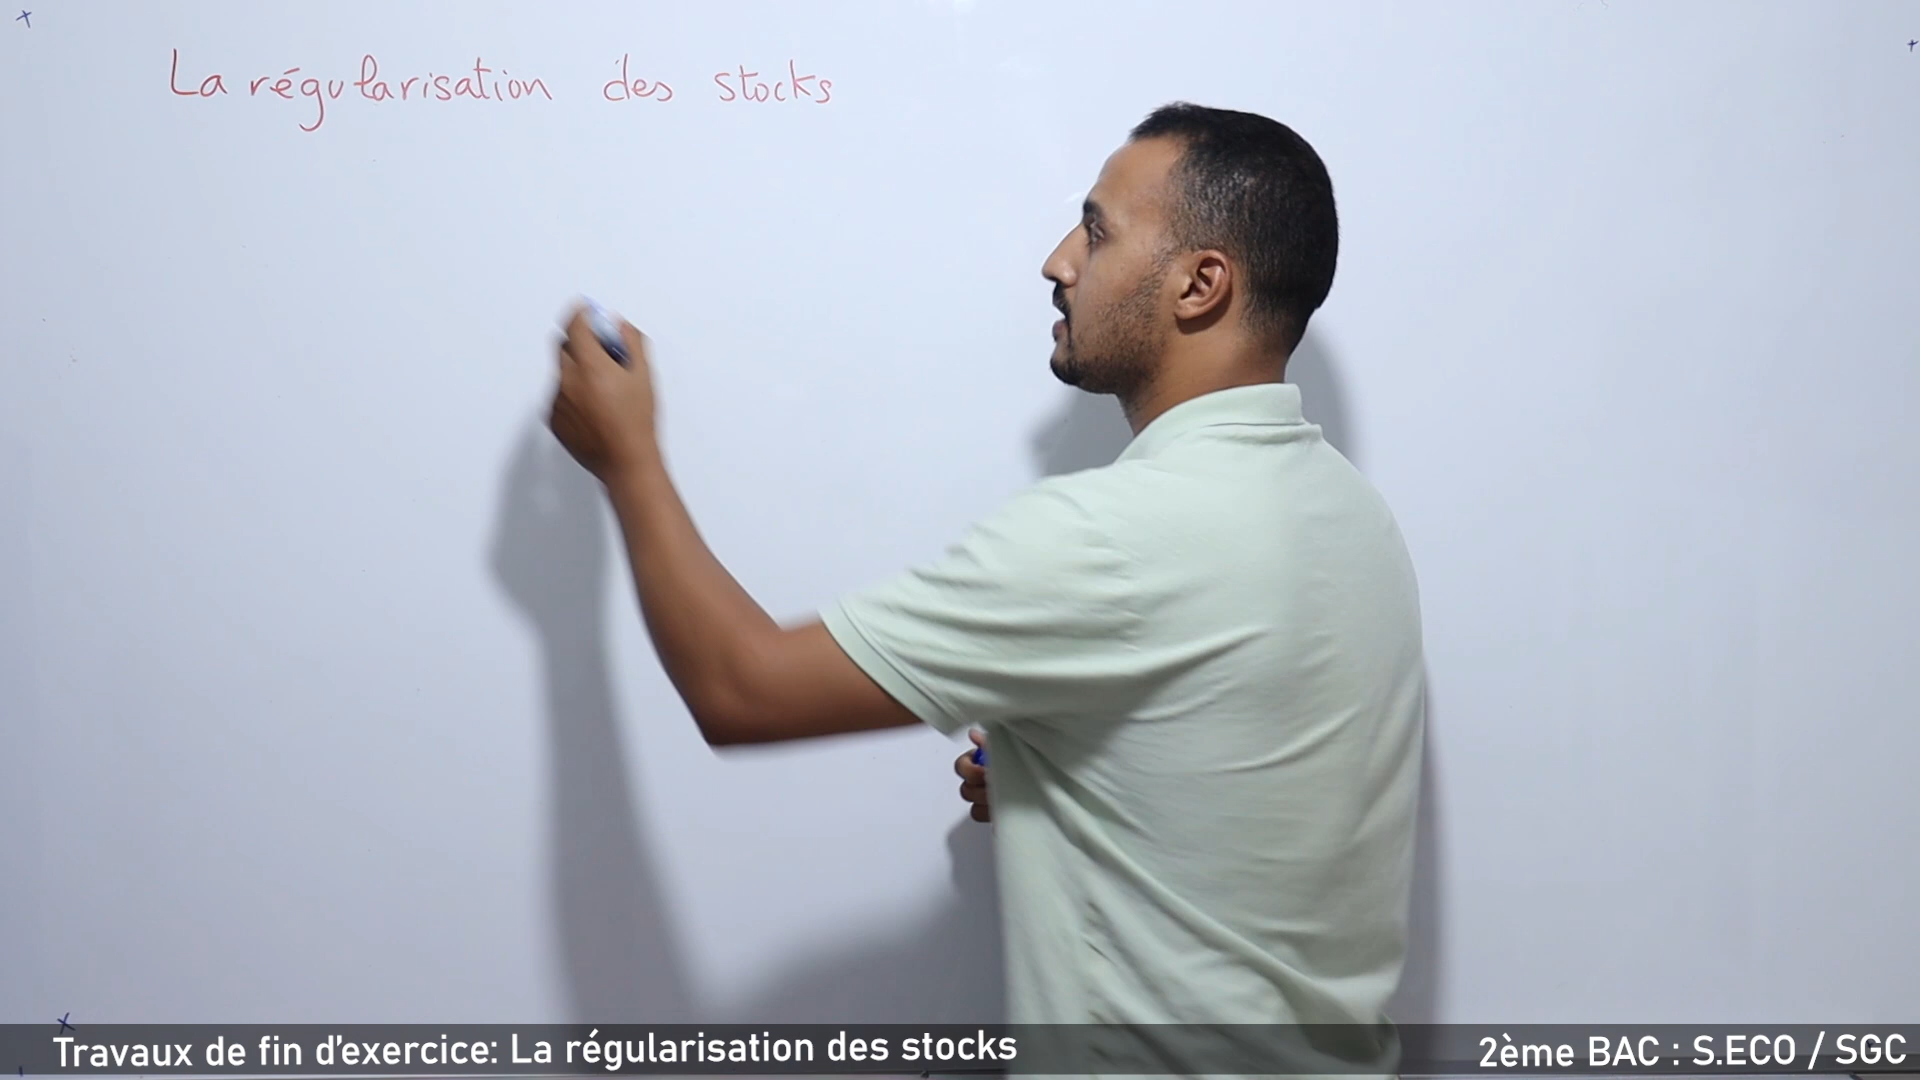 La régularisation des stocks
Travaux de fin d'exercice: La régularisation des stocks
2ème BAC : S.ECO / SGC